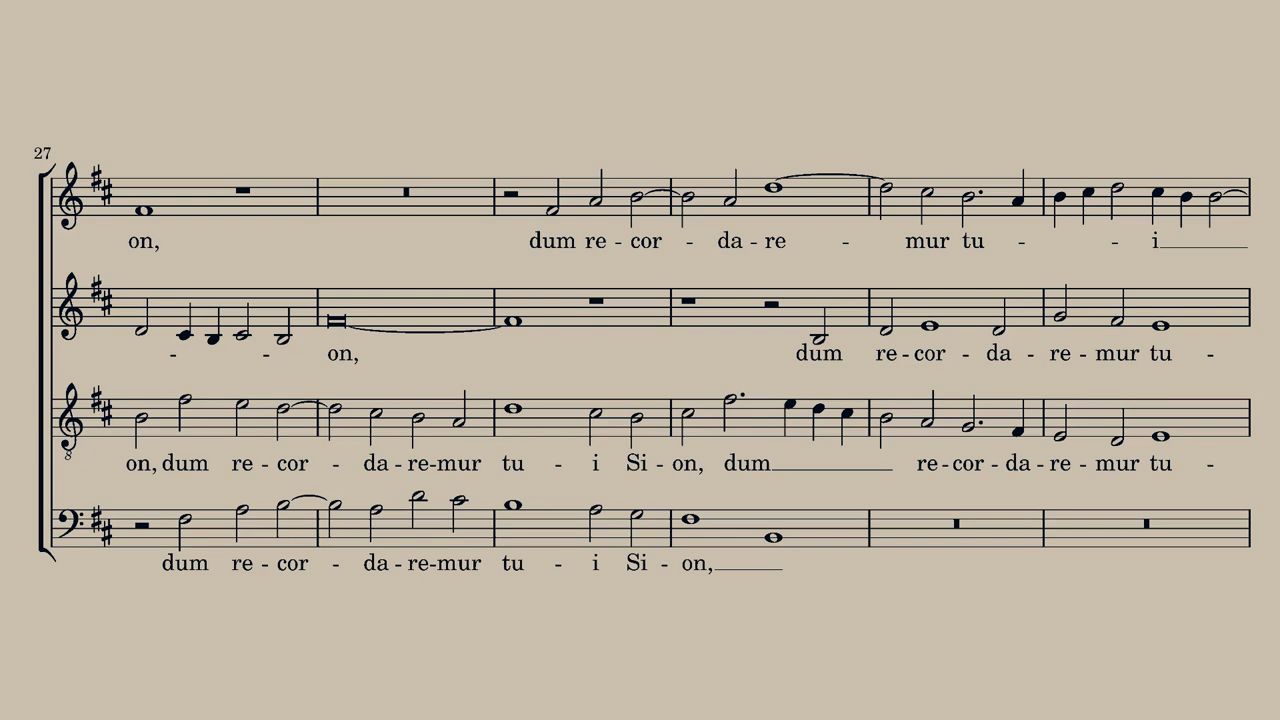 27
on, dum re - cor - da - re - mur tu - - i
- - on, dum re - cor - da - re - mur tu -
on, dum re - cor - da - re - mur tu - i Si - on, dum re - cor - da - re - mur tu -
8
dum re - cor - da - re - mur tu - i Si - on,